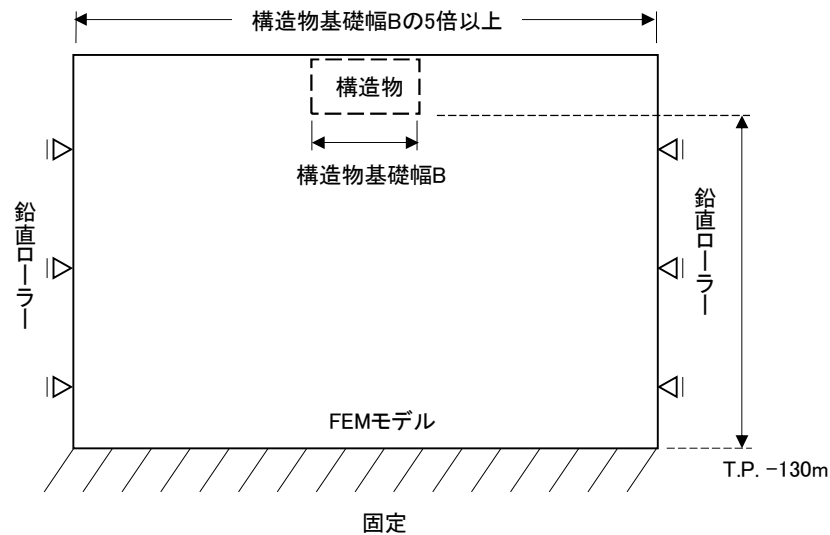 構造物基礎幅Bの5倍以上
構造物
構造物基礎幅B
鉛直ローラー
鉛直ローラー
FEMモデル
T.P. -130m
固定